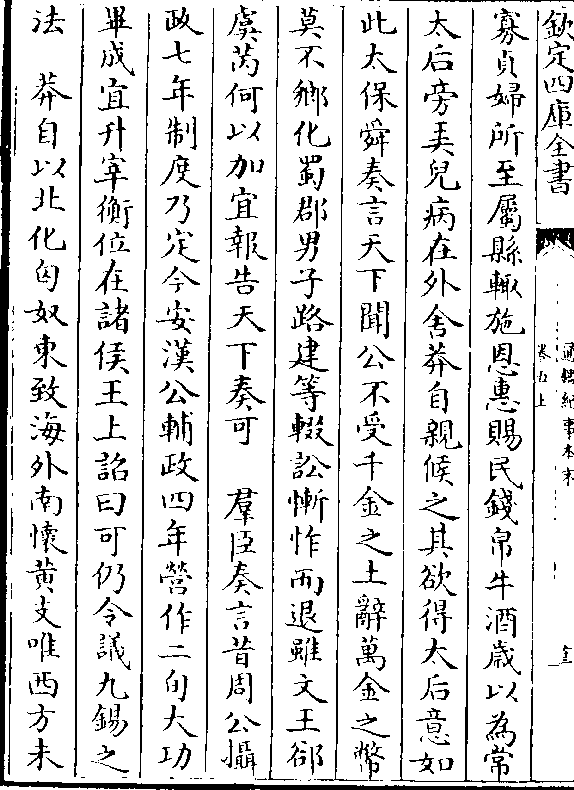 欽定四庫全書
通鑑紀事本末
卷五上
寡貞婦所至屬縣輒施恩惠賜民錢帛牛酒歲以為常
太后旁弄兒病在外舍莽自親候之其欲得太后意如
此太保舜奏言天下聞公不受千金之土辭萬金之幣
莫不鄉化蜀郡男子路建等輟訟慚怍而退雖文王卻
虞芮何以加宜報告天下奏可　羣臣奏言昔周公攝
政七年制度乃定今安漢公輔政四年營作二旬大功
畢成宜升宰衡位在諸侯王上詔曰可仍令議九錫之
法　莽自以北化匈奴東致海外南懷黃支唯西方未